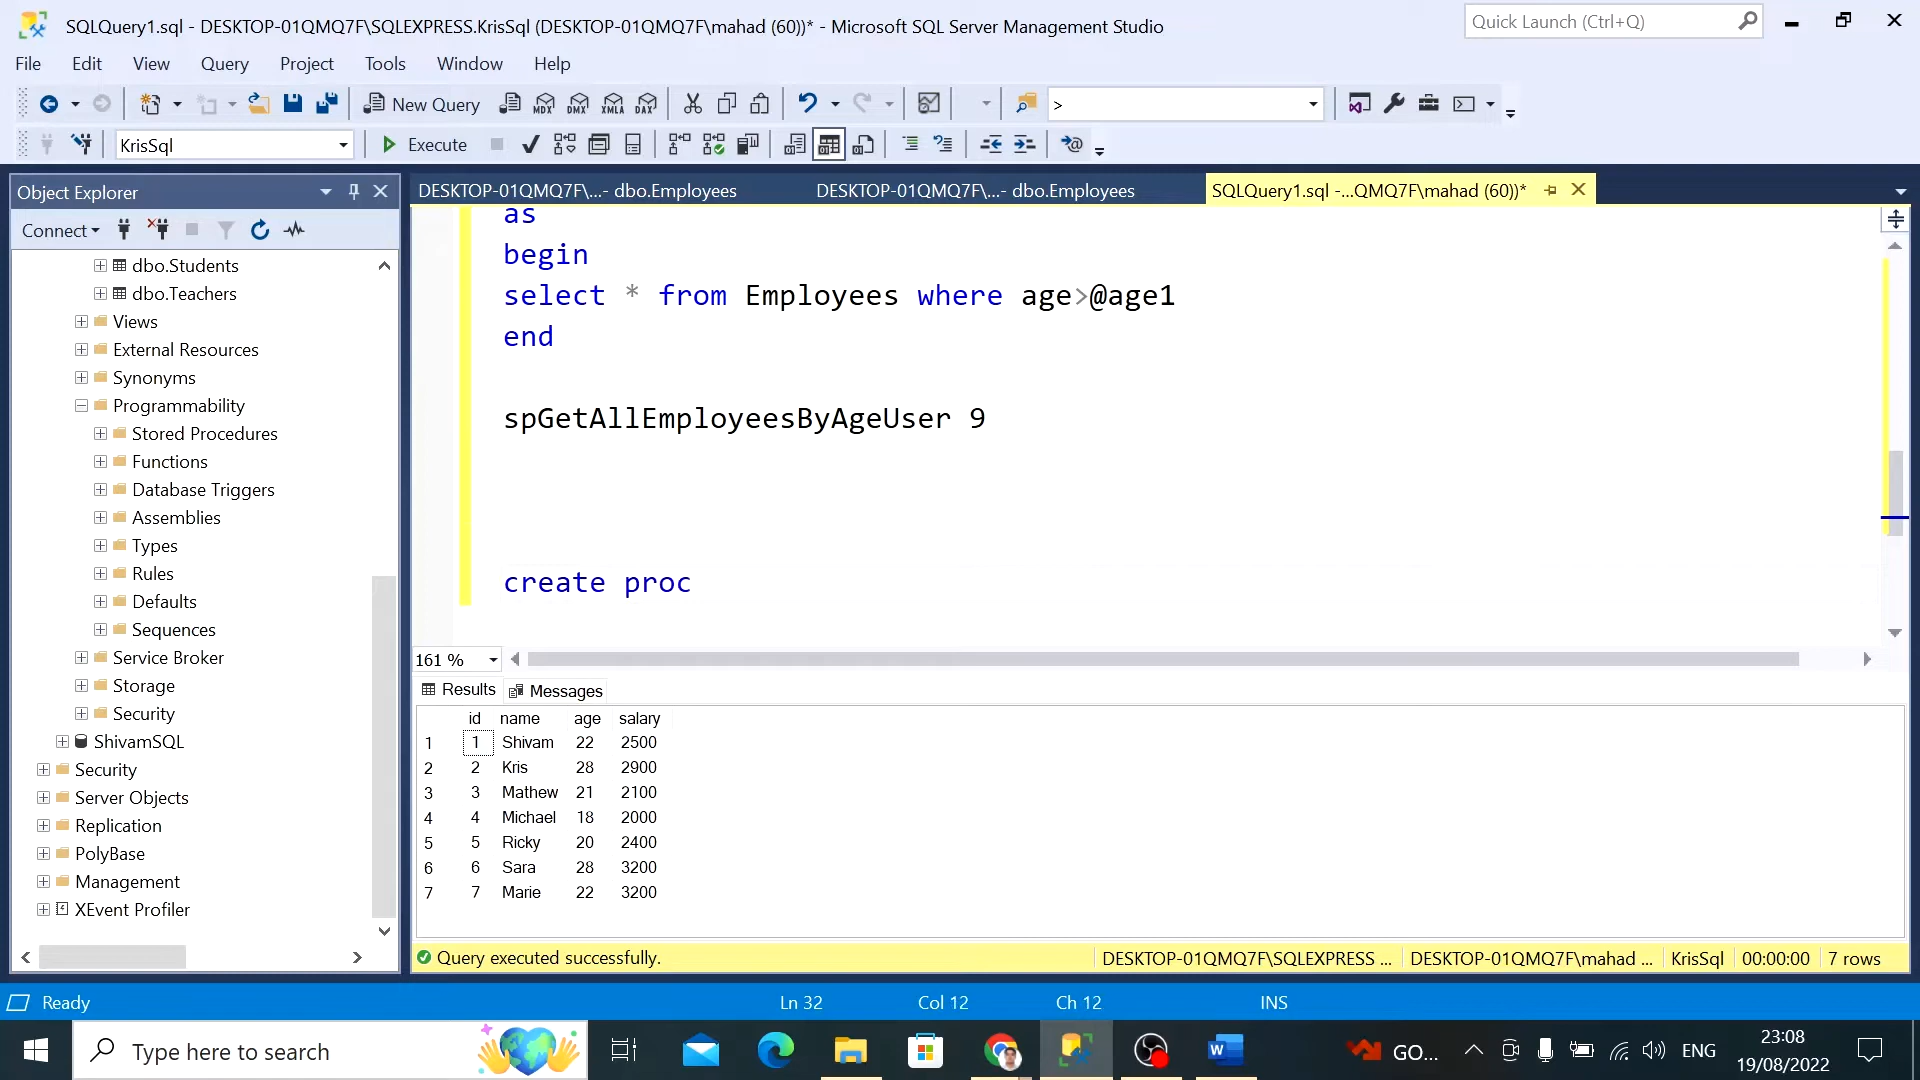 SQLQuery1.sql - DESKTOP-01QMQ7F\SQLEXPRESS.KrisSql (DESKTOP-01QMQ7F\mahad (60))* - Microsoft SQL Server Management Studio
Quick Launch (Ctrl+Q)
File Edit View Query Project Tools Window Help
New Query
MDX DMX XMLA DAX
>
KrisSql
Execute
Object Explorer
DESKTOP-01QMQ7F\...- dbo.Employees
DESKTOP-01QMQ7F\...- dbo.Employees
SQLQuery1.sql -...QMQ7F\mahad (60))*
Connect
dbo.Students
dbo.Teachers
Views
External Resources
Synonyms
Programmability
Stored Procedures
Functions
Database Triggers
Assemblies
Types
Rules
Defaults
Sequences
Service Broker
Storage
Security
ShivamSQL
Security
Server Objects
Replication
PolyBase
Management
XEvent Profiler
as
begin
select * from Employees where age>@age1
end
spGetAllEmployeesByAgeUser 9
create proc
161 %
Results Messages
id name age salary
1 1 Shivam 22 2500
2 2 Kris 28 2900
3 3 Mathew 21 2100
4 4 Michael 18 2000
5 5 Ricky 20 2400
6 6 Sara 28 3200
7 7 Marie 22 3200
Query executed successfully.
DESKTOP-01QMQ7F\SQLEXPRESS ... DESKTOP-01QMQ7F\mahad ... KrisSql 00:00:00 7 rows
Ready Ln 32 Col 12 Ch 12 INS
Type here to search
GO...
ENG
23:08
19/08/2022